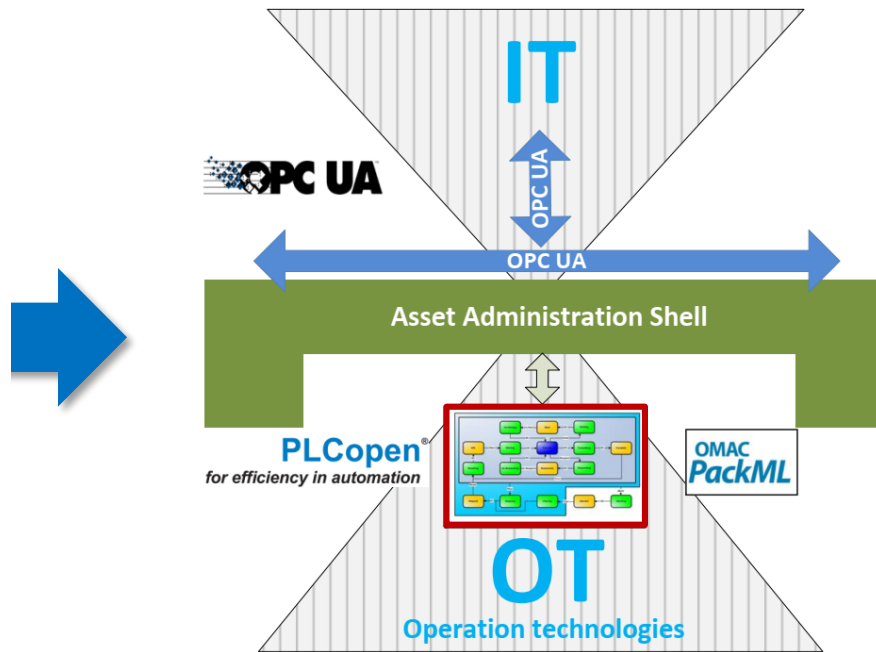 IT
OPC UA
OPC UA
OPC UA
Asset Administration Shell
PLCopen®
for efficiency in automation
OMAC
PackML
OT
Operation technologies